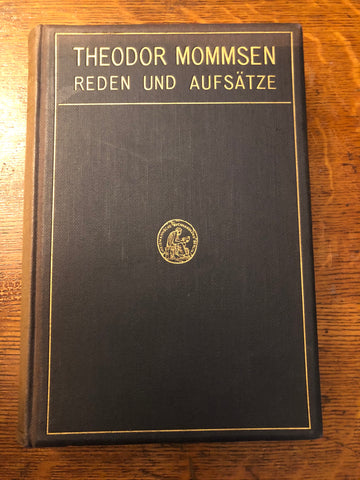 THEODOR MOMMSEN
REDEN UND AUFSÄTZE